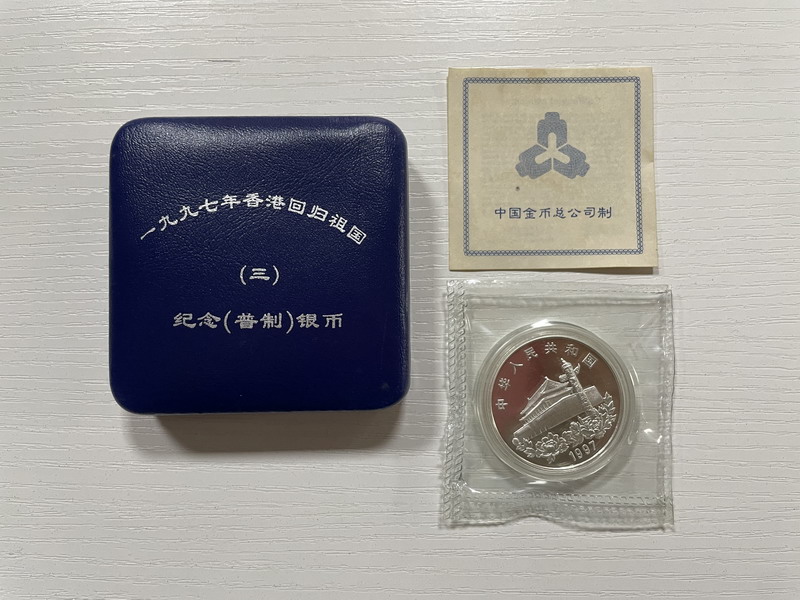 一九九七年香港回归祖国
(三)
纪念(普制)银币
中国金币总公司制
中华人民共和国
1997